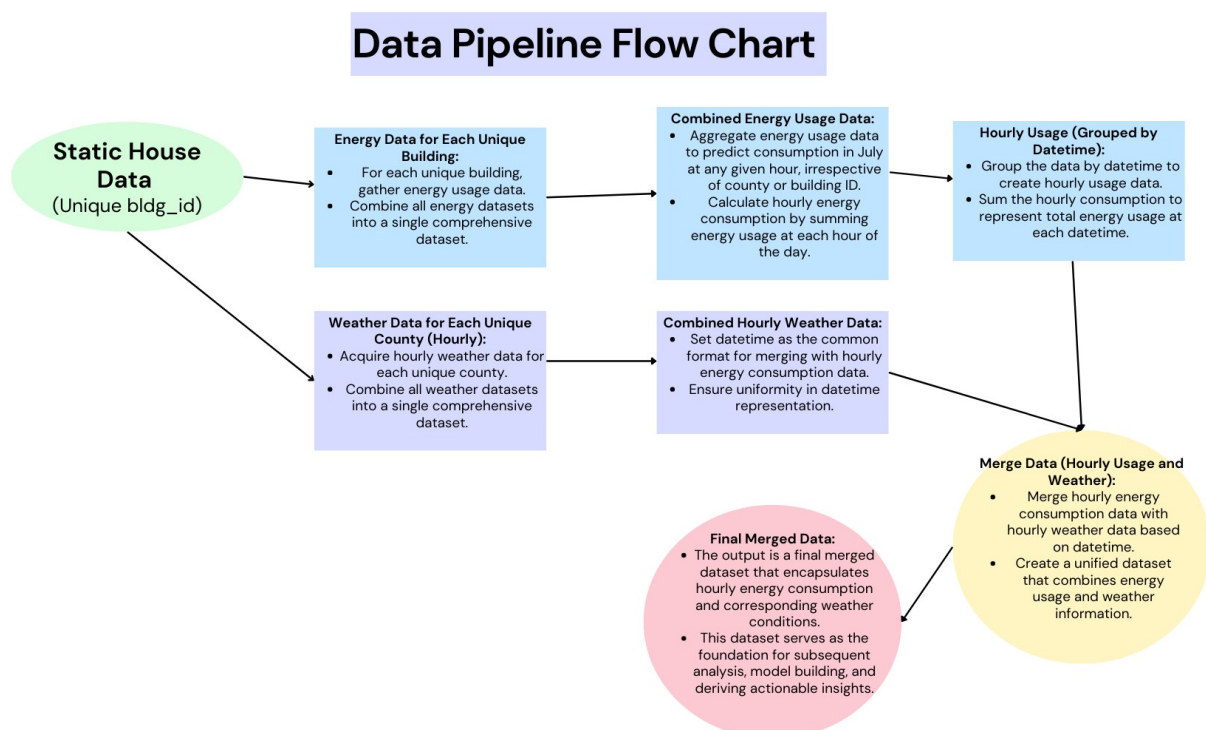 Data Pipeline Flow Chart
Static House
Data
(Unique bldg_id)
Energy Data for Each Unique
Building:
• For each unique building,
gather energy usage data.
• Combine all energy datasets
into a single comprehensive
dataset.
Combined Energy Usage Data:
• Aggregate energy usage data
to predict consumption in July
at any given hour, irrespective
of county or building ID.
• Calculate hourly energy
consumption by summing
energy usage at each hour of
the day.
Hourly Usage (Grouped by
Datetime):
• Group the data by datetime to
create hourly usage data.
• Sum the hourly consumption to
represent total energy usage at
each datetime.
Weather Data for Each Unique
County (Hourly):
• Acquire hourly weather data for
each unique county.
• Combine all weather datasets
into a single comprehensive
dataset.
Combined Hourly Weather Data:
• Set datetime as the common
format for merging with hourly
energy consumption data.
• Ensure uniformity in datetime
representation.
Merge Data (Hourly Usage and
Weather):
• Merge hourly energy
consumption data with
hourly weather data based
on datetime.
• Create a unified dataset
that combines energy
usage and weather
information.
Final Merged Data:
• The output is a final merged
dataset that encapsulates
hourly energy consumption
and corresponding weather
conditions.
• This dataset serves as the
foundation for subsequent
analysis, model building, and
deriving actionable insights.